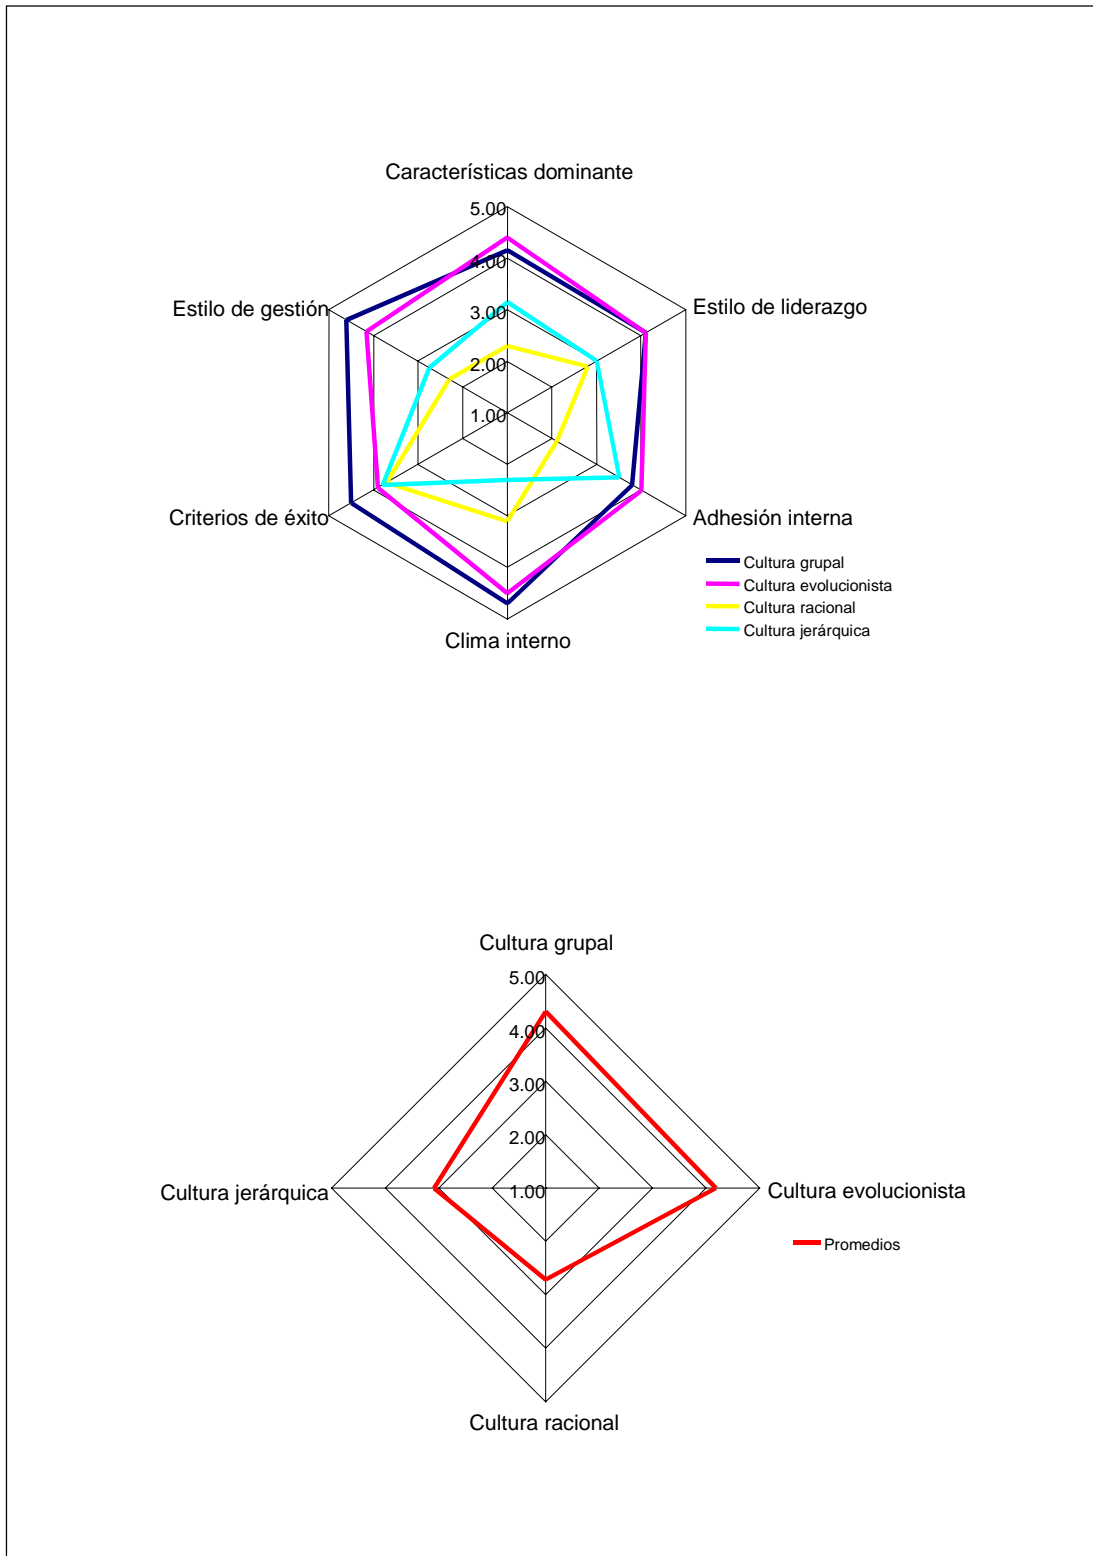 Características dominante
5.00
4.00
3.00
2.00
1.00
Estilo de gestión
Estilo de liderazgo
Criterios de éxito
Adhesión interna
Clima interno
Cultura grupal
Cultura evolucionista
Cultura racional
Cultura jerárquica
Cultura grupal
5.00
4.00
3.00
2.00
1.00
Cultura jerárquica
Cultura evolucionista
Promedios
Cultura racional